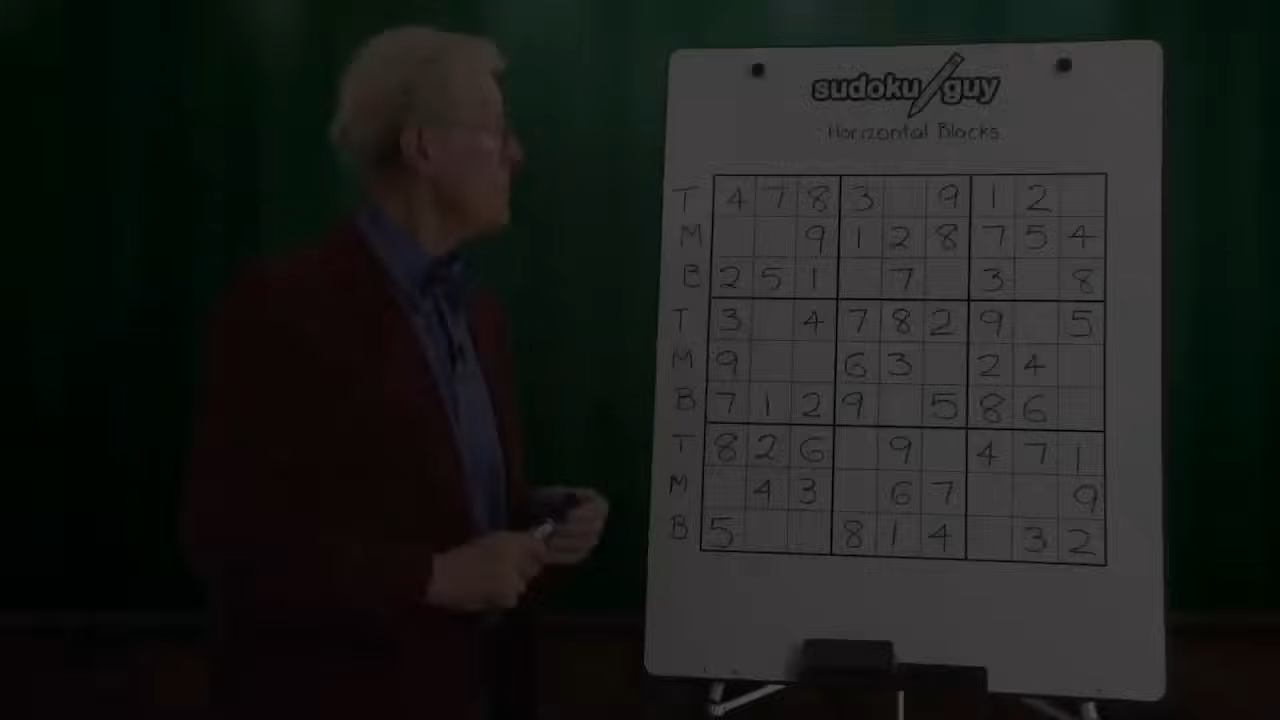 sudoku guy
Horizontal Blocks
T 4 7 8 3 9 1 2
M 9 1 2 8 7 5 4
B 2 5 1 7 3 8
T 3 4 7 8 2 9 5
M 9 6 3 2 4
B 7 1 2 9 5 8 6
T 8 2 6 9 4 7 1
M 4 3 6 7 9
B 5 8 1 4 3 2